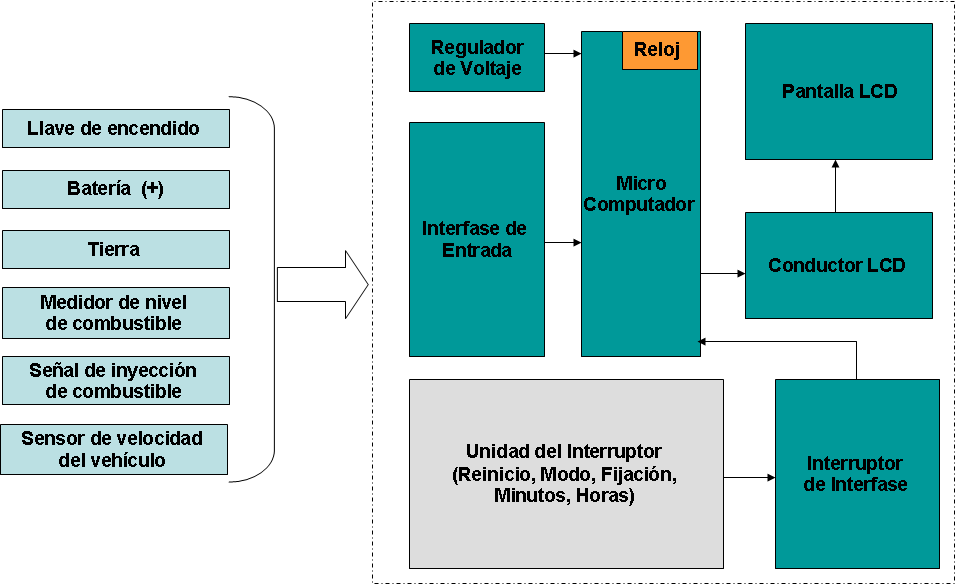 Llave de encendido
Batería (+)
Tierra
Medidor de nivel
de combustible
Señal de inyección
de combustible
Sensor de velocidad
del vehículo
Regulador
de Voltaje
Interfase de
Entrada
Reloj
Micro
Computador
Pantalla LCD
Conductor LCD
Unidad del Interruptor
(Reinicio, Modo, Fijación,
Minutos, Horas)
Interruptor
de Interfase